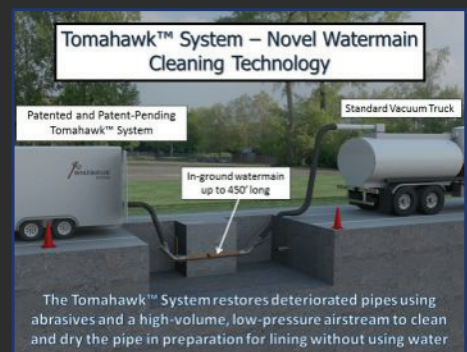 Tomahawk™ System – Novel Watermain
Cleaning Technology
Standard Vacuum Truck
Patented and Patent-Pending
Tomahawk™ System
In-ground watermain
up to 450' long
The Tomahawk™ System restores deteriorated pipes using
abrasives and a high-volume, low-pressure airstream to clean
and dry the pipe in preparation for lining without using water